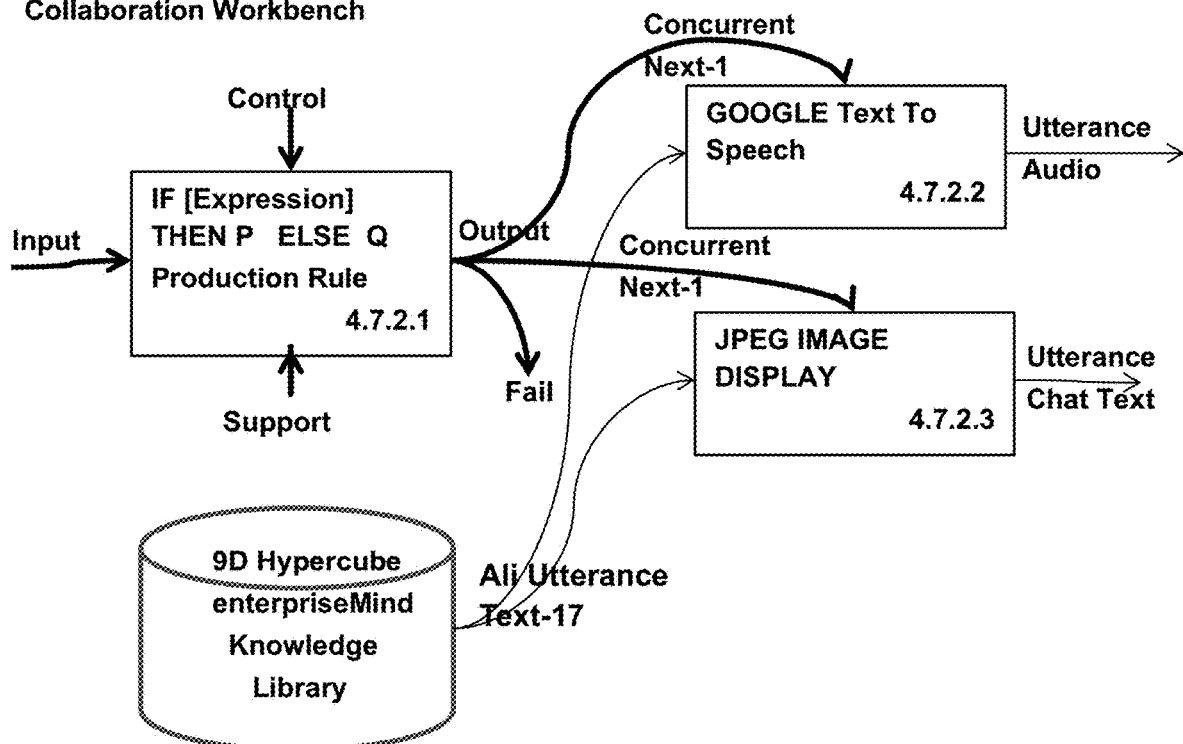 Collaboration Workbench
Concurrent
Next-1
Control
GOOGLE Text To
Speech
4.7.2.2
Utterance
Audio
IF [Expression]
THEN P ELSE Q
Production Rule
4.7.2.1
Input
Output
Concurrent
Next-1
JPEG IMAGE
DISPLAY
4.7.2.3
Utterance
Chat Text
Fail
Support
9D Hypercube
enterpriseMind
Knowledge
Library
Ali Utterance
Text-17